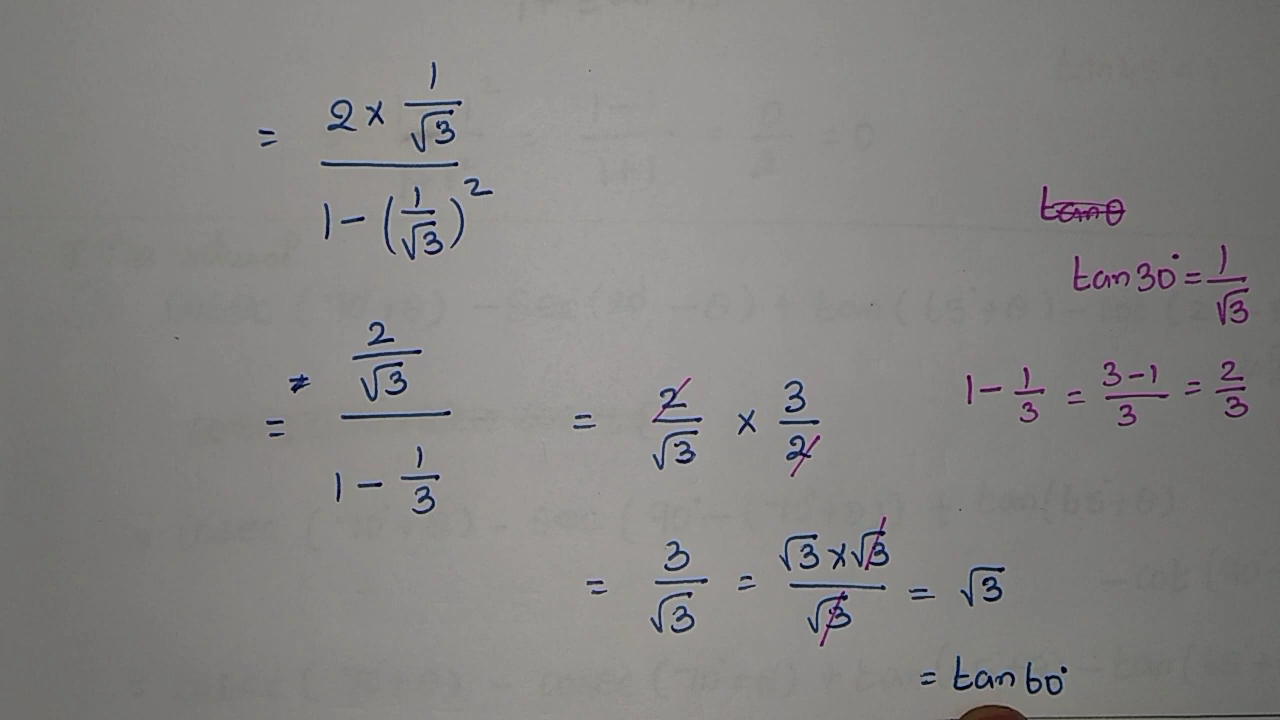 = (2 × 1/√3) / (1 − (1/√3)²)
t̶a̶n̶θ̶
tan 30° = 1/√3
1 − 1/3 = (3−1)/3 = 2/3
= (2/√3) / (1 − 1/3) = 2/√3 × 3/2
= 3/√3 = (√3 × √3)/√3 = √3
= tan 60°